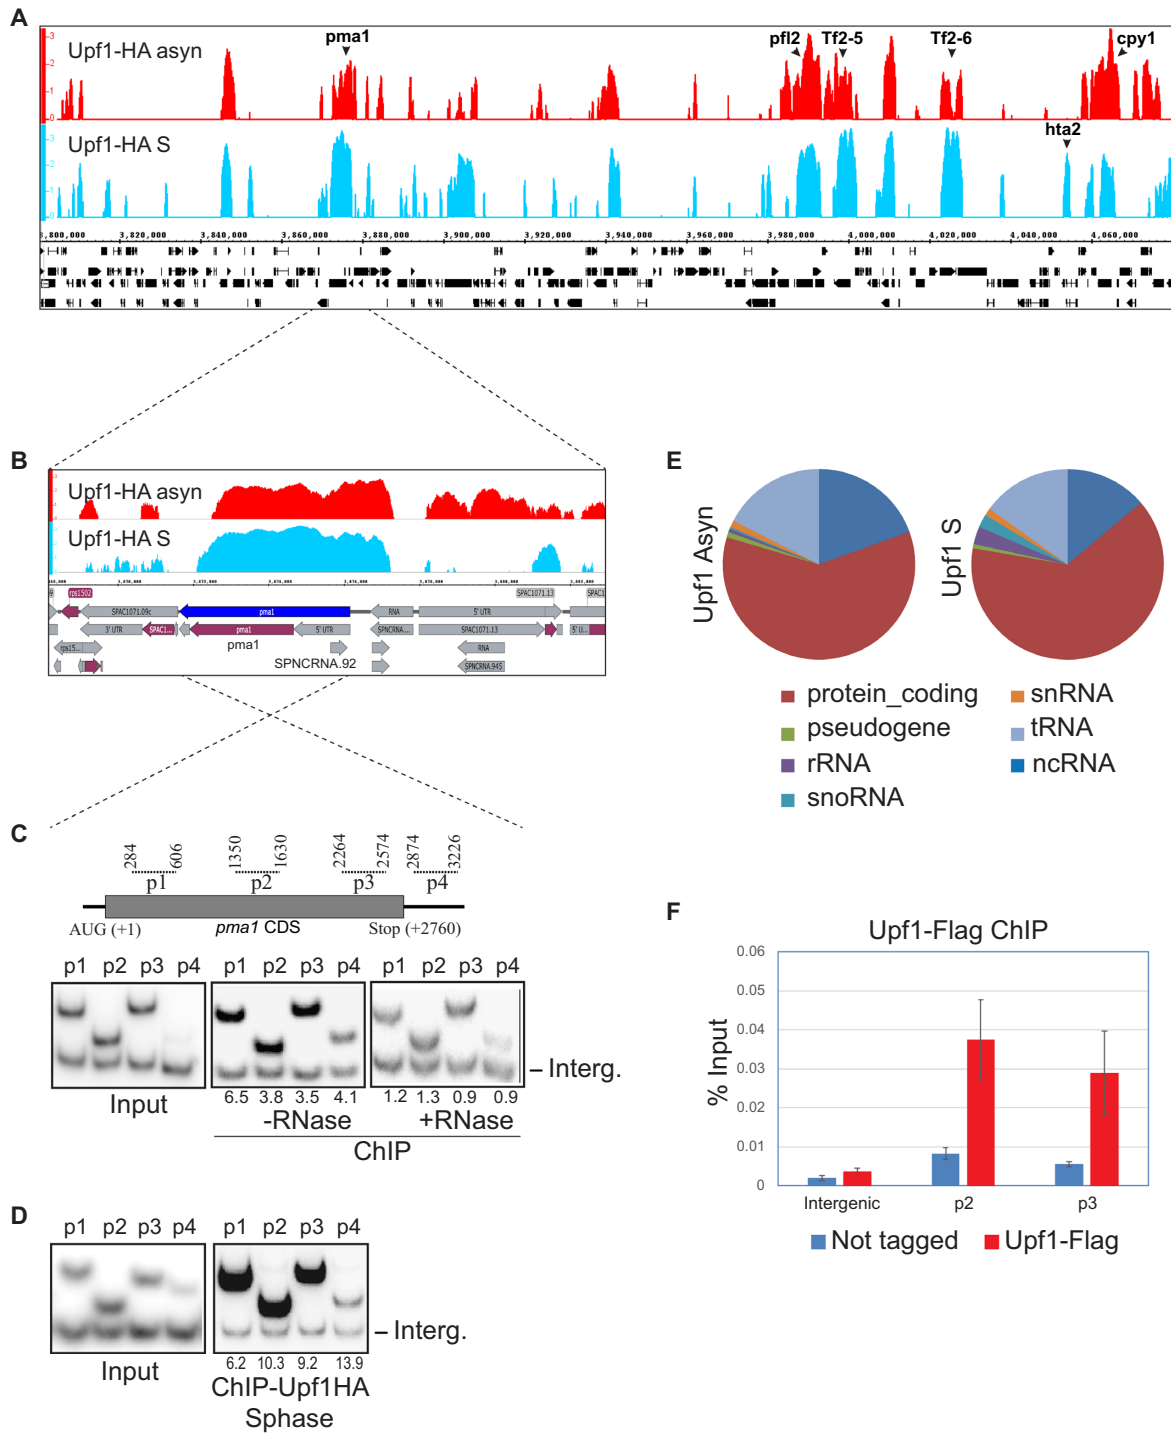 A
Upf1-HA asyn
pma1
pfl2
Tf2-5
Tf2-6
cpy1
Upf1-HA S
hta2
3,800,000 3,820,000 3,840,000 3,860,000 3,880,000 3,900,000 3,920,000 3,940,000 3,960,000 3,980,000 4,000,000 4,020,000 4,040,000 4,060,000
B
Upf1-HA asyn
Upf1-HA S
rps1502
SPAC1071.09c
pma1
RNA
5' UTR
SPAC1071.13
SPAC1
3' UTR
SPAC1...
pma1
5' UTR
SPNCRNA...
SPAC1071.13
5' U...
rps15...
pma1
SPNCRNA.92
RNA
SPNCRNA.945
C
284 606 1350 1630 2264 2574 2874 3226
p1 p2 p3 p4
AUG (+1) pma1 CDS Stop (+2760)
p1 p2 p3 p4 p1 p2 p3 p4 p1 p2 p3 p4
– Interg.
6.5 3.8 3.5 4.1 1.2 1.3 0.9 0.9
Input -RNase +RNase
ChIP
D
p1 p2 p3 p4 p1 p2 p3 p4
– Interg.
6.2 10.3 9.2 13.9
Input ChIP-Upf1HA
Sphase
E
Upf1 Asyn
Upf1 S
protein_coding
pseudogene
rRNA
snoRNA
snRNA
tRNA
ncRNA
F
Upf1-Flag ChIP
% Input
0.06
0.05
0.04
0.03
0.02
0.01
0
Intergenic p2 p3
Not tagged Upf1-Flag